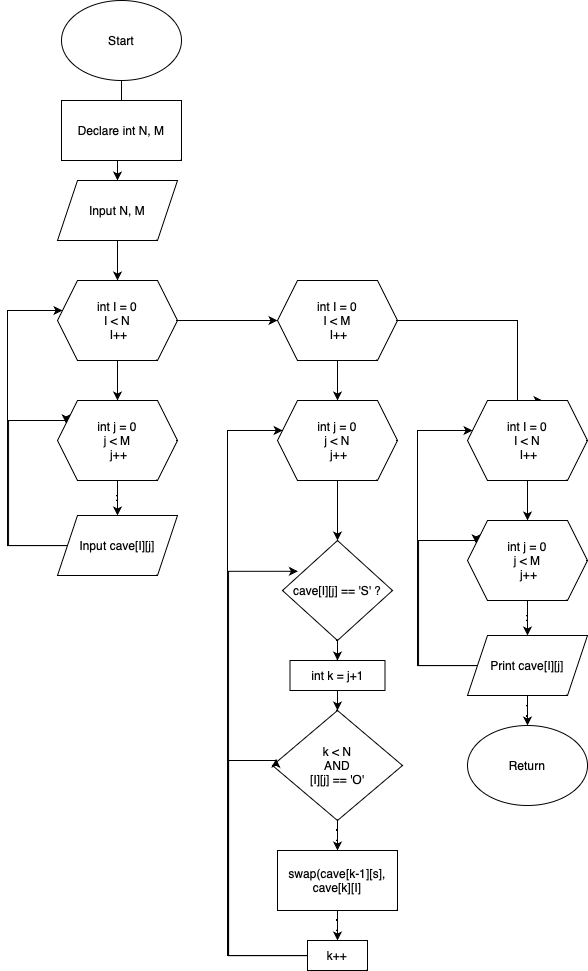 Start
Declare int N, M
Input N, M
int I = 0
I < N
I++
int j = 0
j < M
j++
:
Input cave[I][j]
int I = 0
I < M
I++
int j = 0
j < N
j++
cave[I][j] == 'S' ?
int k = j+1
k < N
AND
[I][j] == 'O'
:
swap(cave[k-1][s],
cave[k][I]
:
k++
int I = 0
I < N
I++
int j = 0
j < M
j++
:
Print cave[I][j]
:
Return